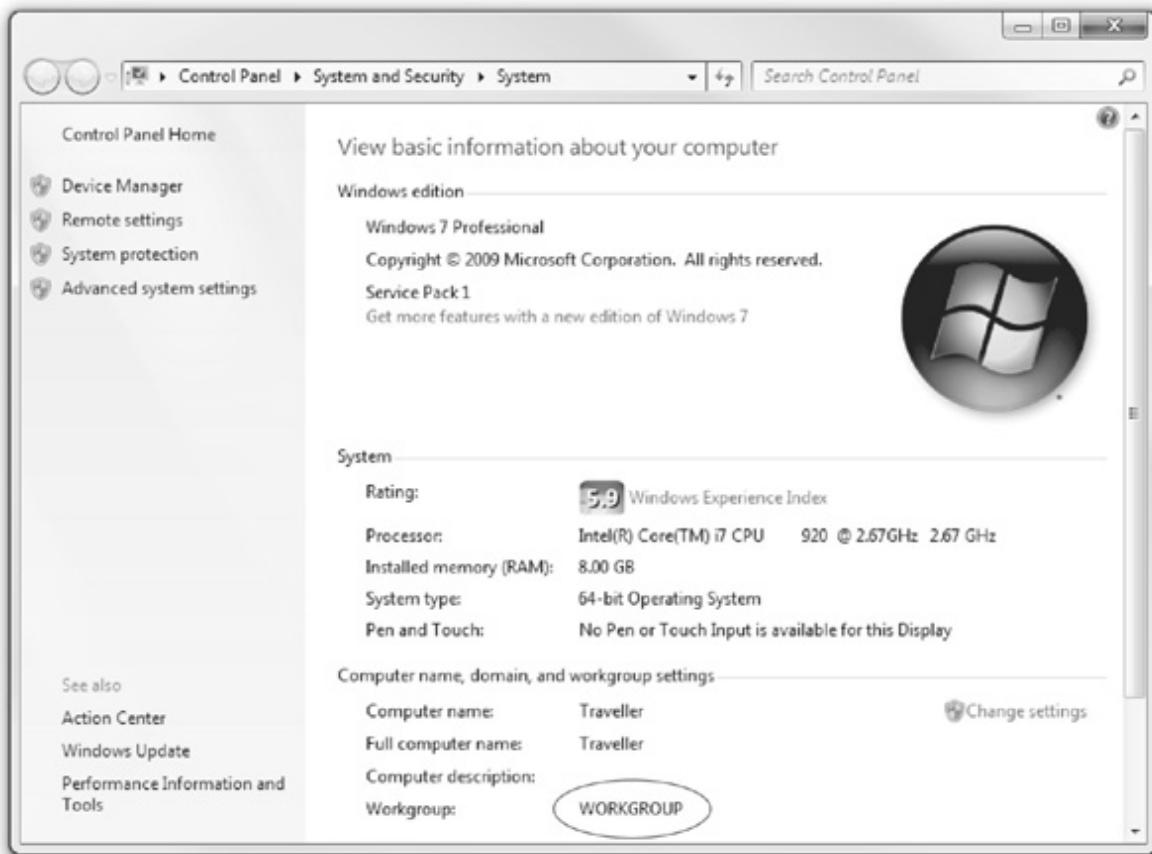 Control Panel ▸ System and Security ▸ System
Search Control Panel
Control Panel Home
Device Manager
Remote settings
System protection
Advanced system settings
See also
Action Center
Windows Update
Performance Information and
Tools
View basic information about your computer
Windows edition
Windows 7 Professional
Copyright © 2009 Microsoft Corporation. All rights reserved.
Service Pack 1
Get more features with a new edition of Windows 7
System
Rating: 5.9 Windows Experience Index
Processor: Intel(R) Core(TM) i7 CPU 920 @ 2.67GHz 2.67 GHz
Installed memory (RAM): 8.00 GB
System type: 64-bit Operating System
Pen and Touch: No Pen or Touch Input is available for this Display
Computer name, domain, and workgroup settings
Computer name: Traveller Change settings
Full computer name: Traveller
Computer description:
Workgroup: WORKGROUP